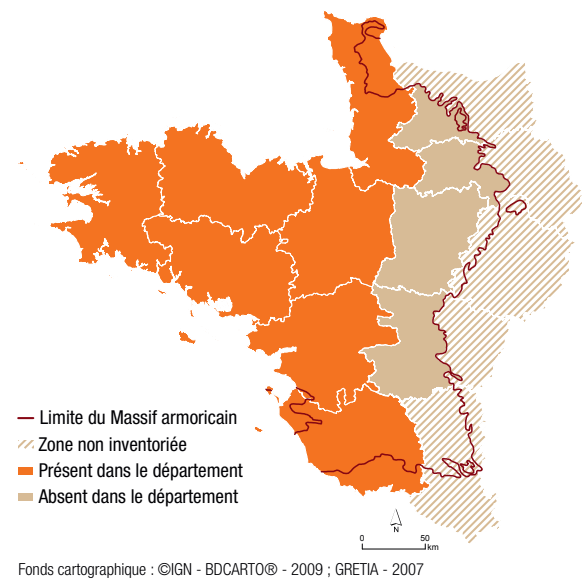 Limite du Massif armoricain
Zone non inventoriée
Présent dans le département
Absent dans le département
N
0 50
km
Fonds cartographique : ©IGN - BDCARTO® - 2009 ; GRETIA - 2007